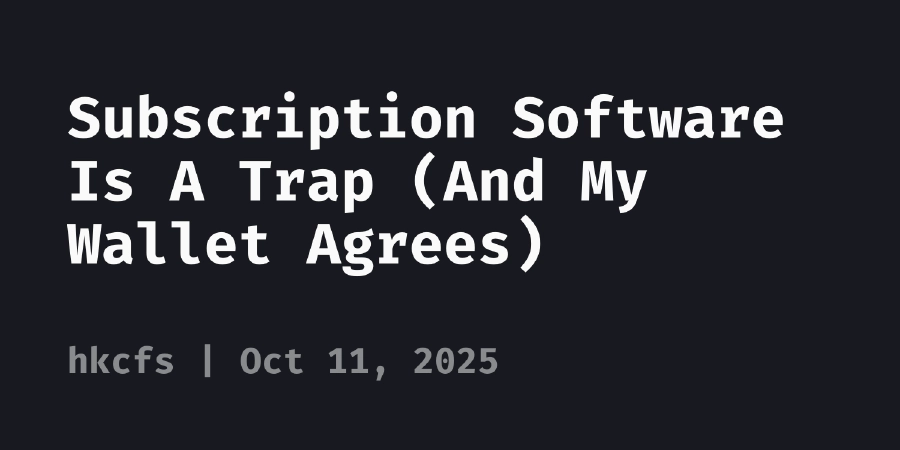 Subscription Software
Is A Trap (And My
Wallet Agrees)
hkcfs | Oct 11, 2025